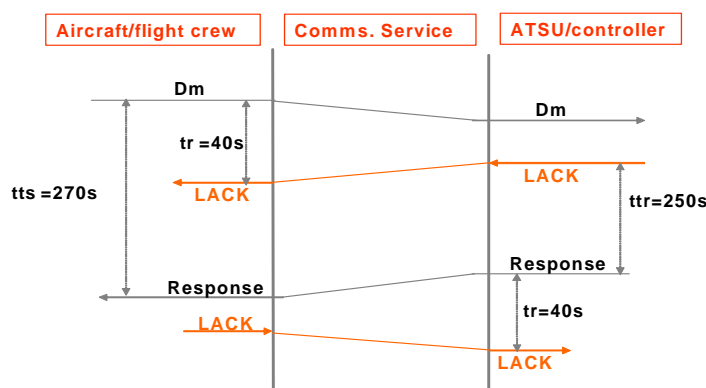 Aircraft/flight crew
Comms. Service
ATSU/controller
Dm
Dm
tr =40s
LACK
LACK
tts =270s
ttr=250s
Response
Response
tr=40s
LACK
LACK